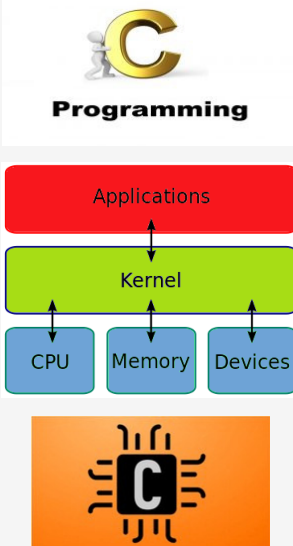 C
Programming
Applications
Kernel
CPU Memory Devices
C